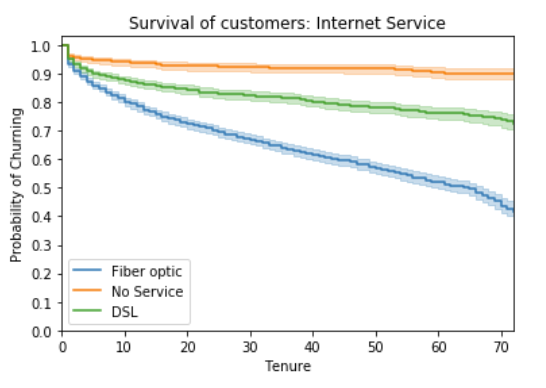 Survival of customers: Internet Service
Probability of Churning
1.0
0.9
0.8
0.7
0.6
0.5
0.4
0.3
0.2
0.1
0.0
Fiber optic
No Service
DSL
0 10 20 30 40 50 60 70
Tenure